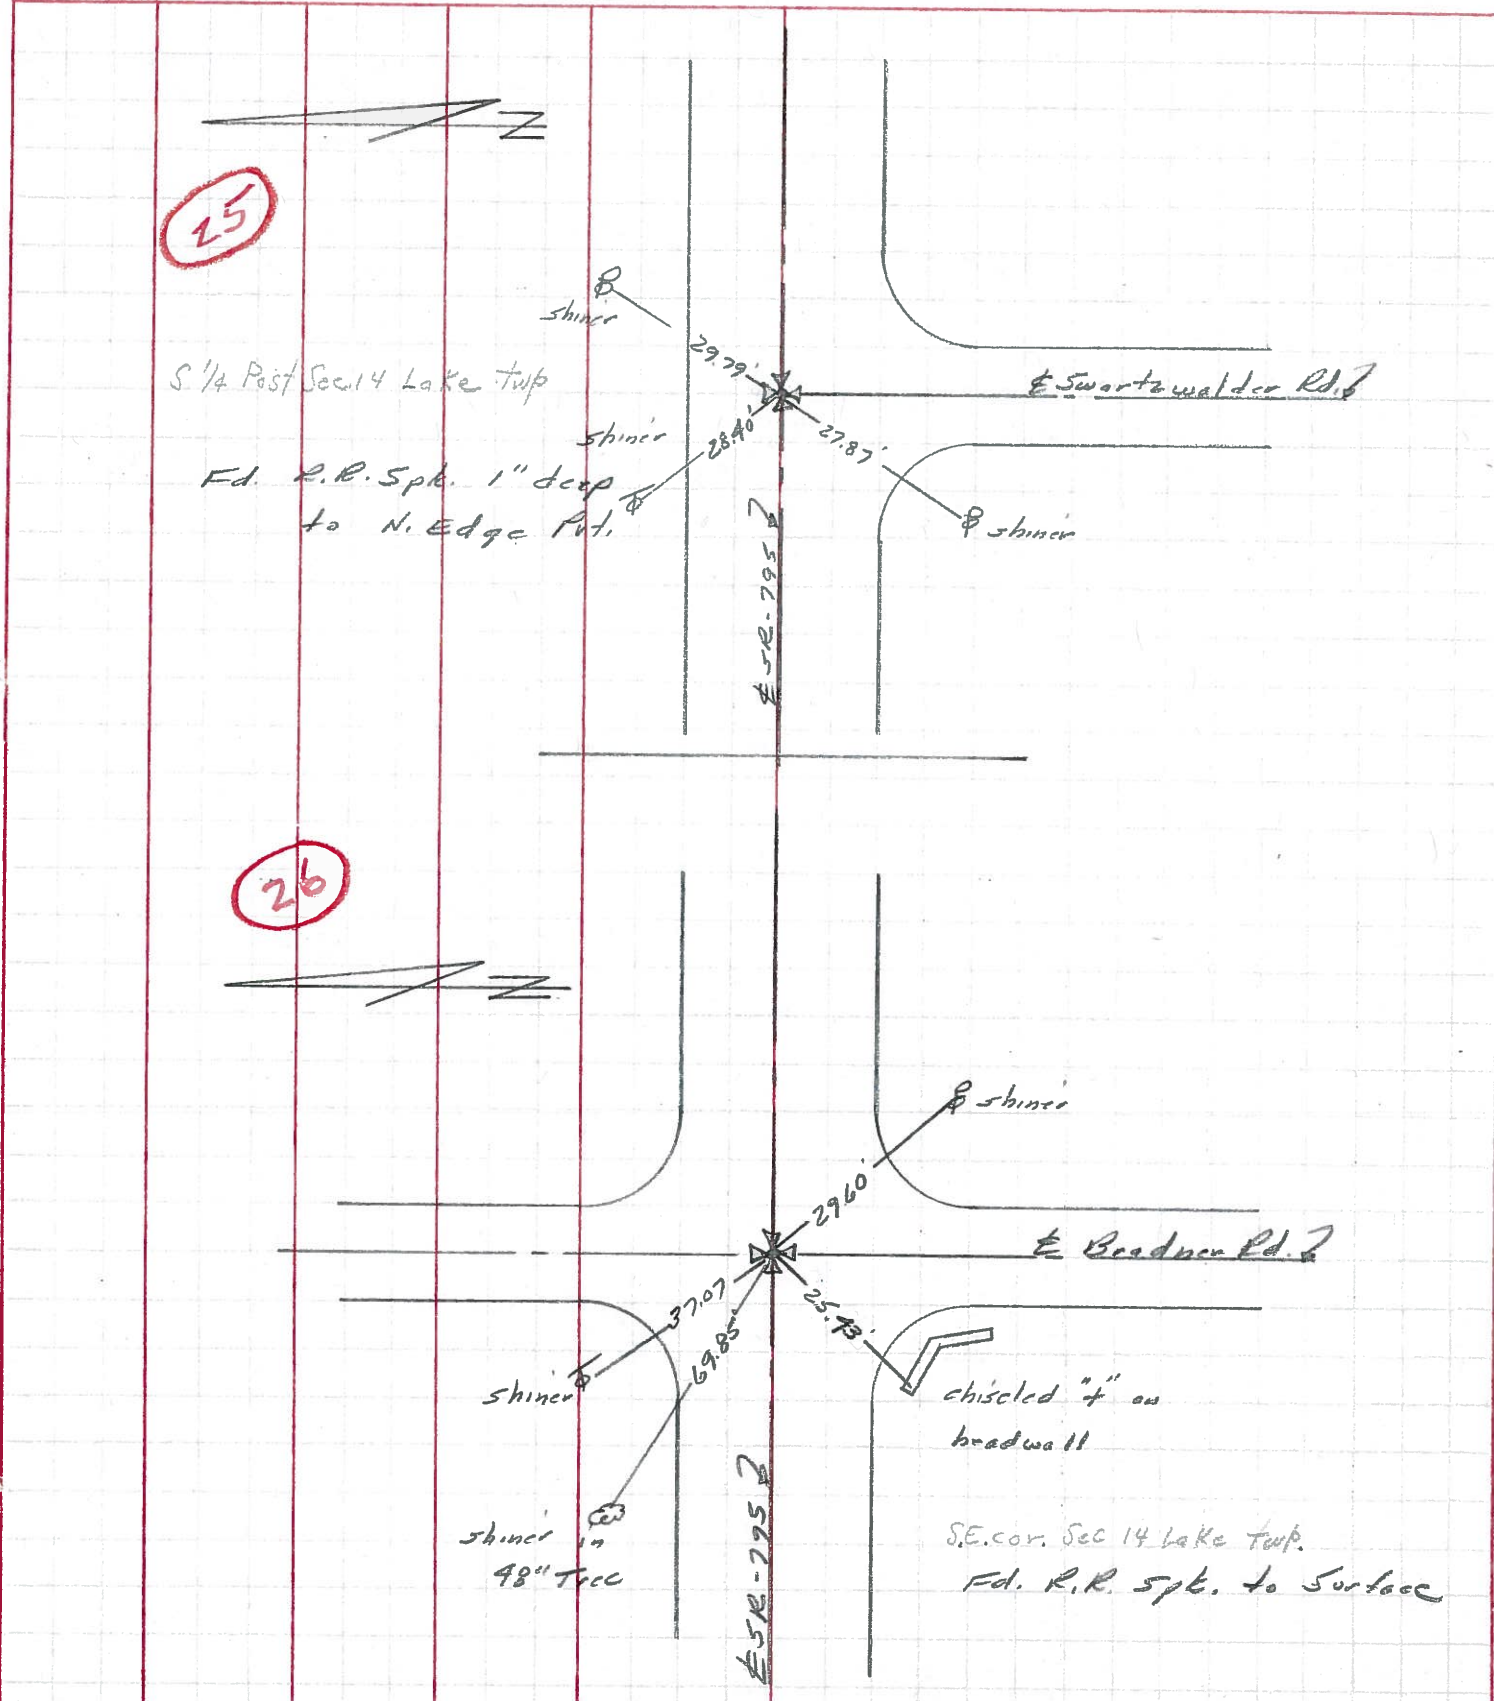 N
25
shiner
29.79'
S 1/4 Post Sec. 14 Lake twp
℄ Swartzwalder Rd.
shiner
28.40'
27.87'
Fd. R.R. Spk. 1" deep
to N. Edge Pvt.
shiner
℄ SR-795
26
N
shiner
29.60'
℄ Bradner Rd.
37.07
69.85'
25.43'
shiner
chiseled "+" on
headwall
shiner in
48" Tree
S.E. cor. Sec 14 Lake twp.
Fd. R.R. Spk. to Surface
℄ SR-795